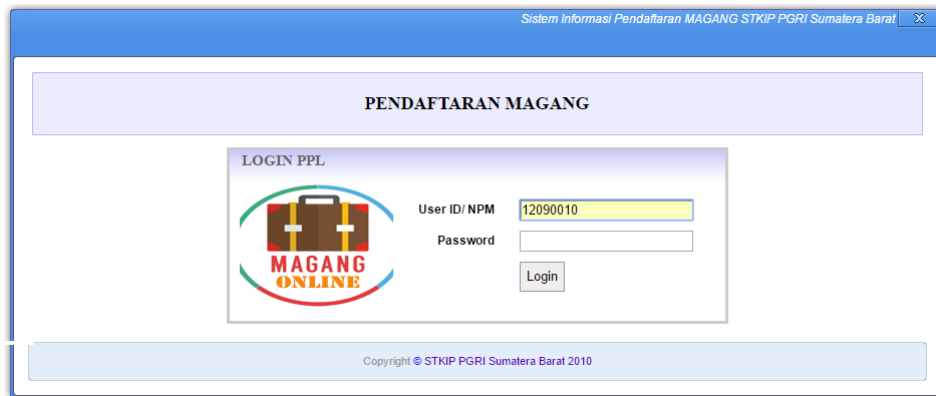 Sistem Informasi Pendaftaran MAGANG STKIP PGRI Sumatera Barat X
PENDAFTARAN MAGANG
LOGIN PPL
User ID/ NPM 12090010
Password
MAGANG
ONLINE
Login
Copyright © STKIP PGRI Sumatera Barat 2010